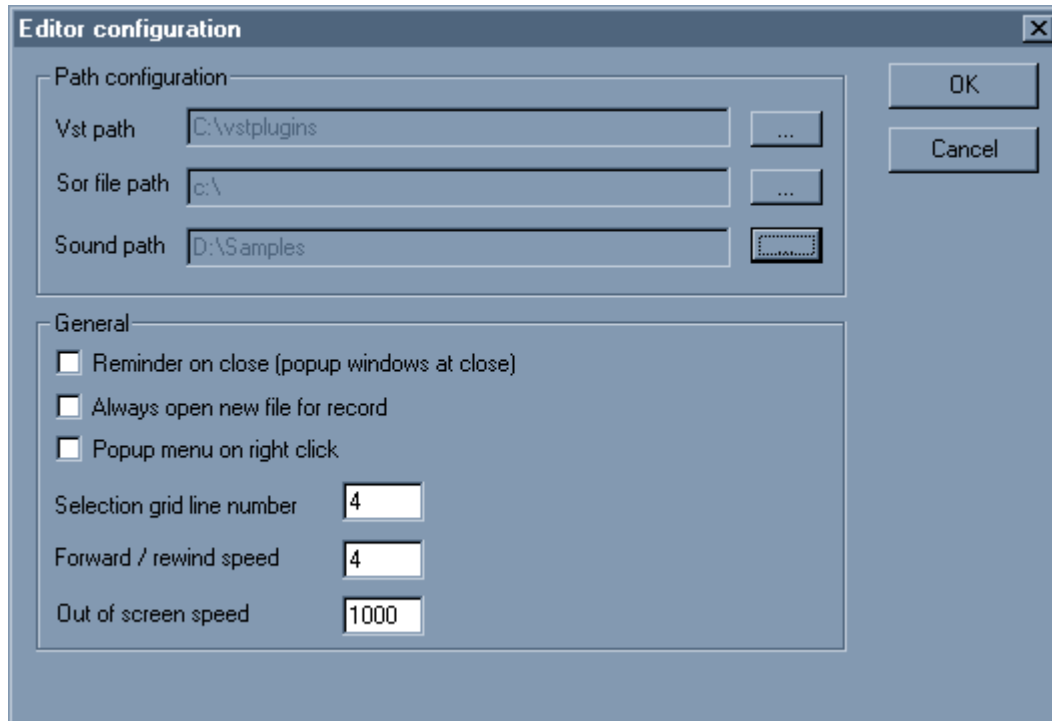 Editor configuration
Path configuration
OK
Vst path C:\vstplugins ...
Cancel
Sor file path c:\ ...
Sound path D:\Samples ...
General
Reminder on close (popup windows at close)
Always open new file for record
Popup menu on right click
Selection grid line number 4
Forward / rewind speed 4
Out of screen speed 1000